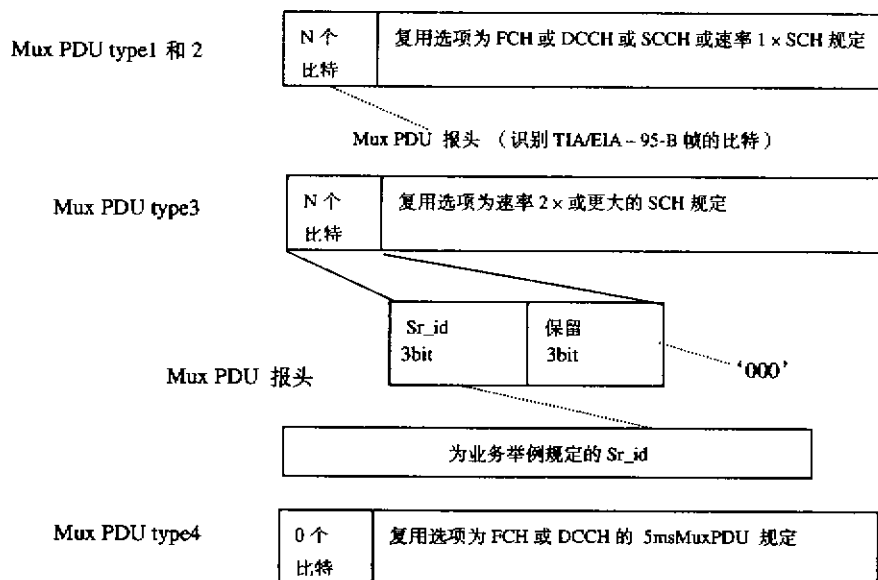 Mux PDU type1 和 2
N 个
比特
复用选项为 FCH 或 DCCH 或 SCCH 或速率 1 × SCH 规定
Mux PDU 报头 （识别 TIA/EIA – 95-B 帧的比特）
Mux PDU type3
N 个
比特
复用选项为速率 2 × 或更大的 SCH 规定
Sr_id
3bit
保留
3bit
‘000’
Mux PDU 报头
为业务举例规定的 Sr_id
Mux PDU type4
0 个
比特
复用选项为 FCH 或 DCCH 的 5msMuxPDU 规定